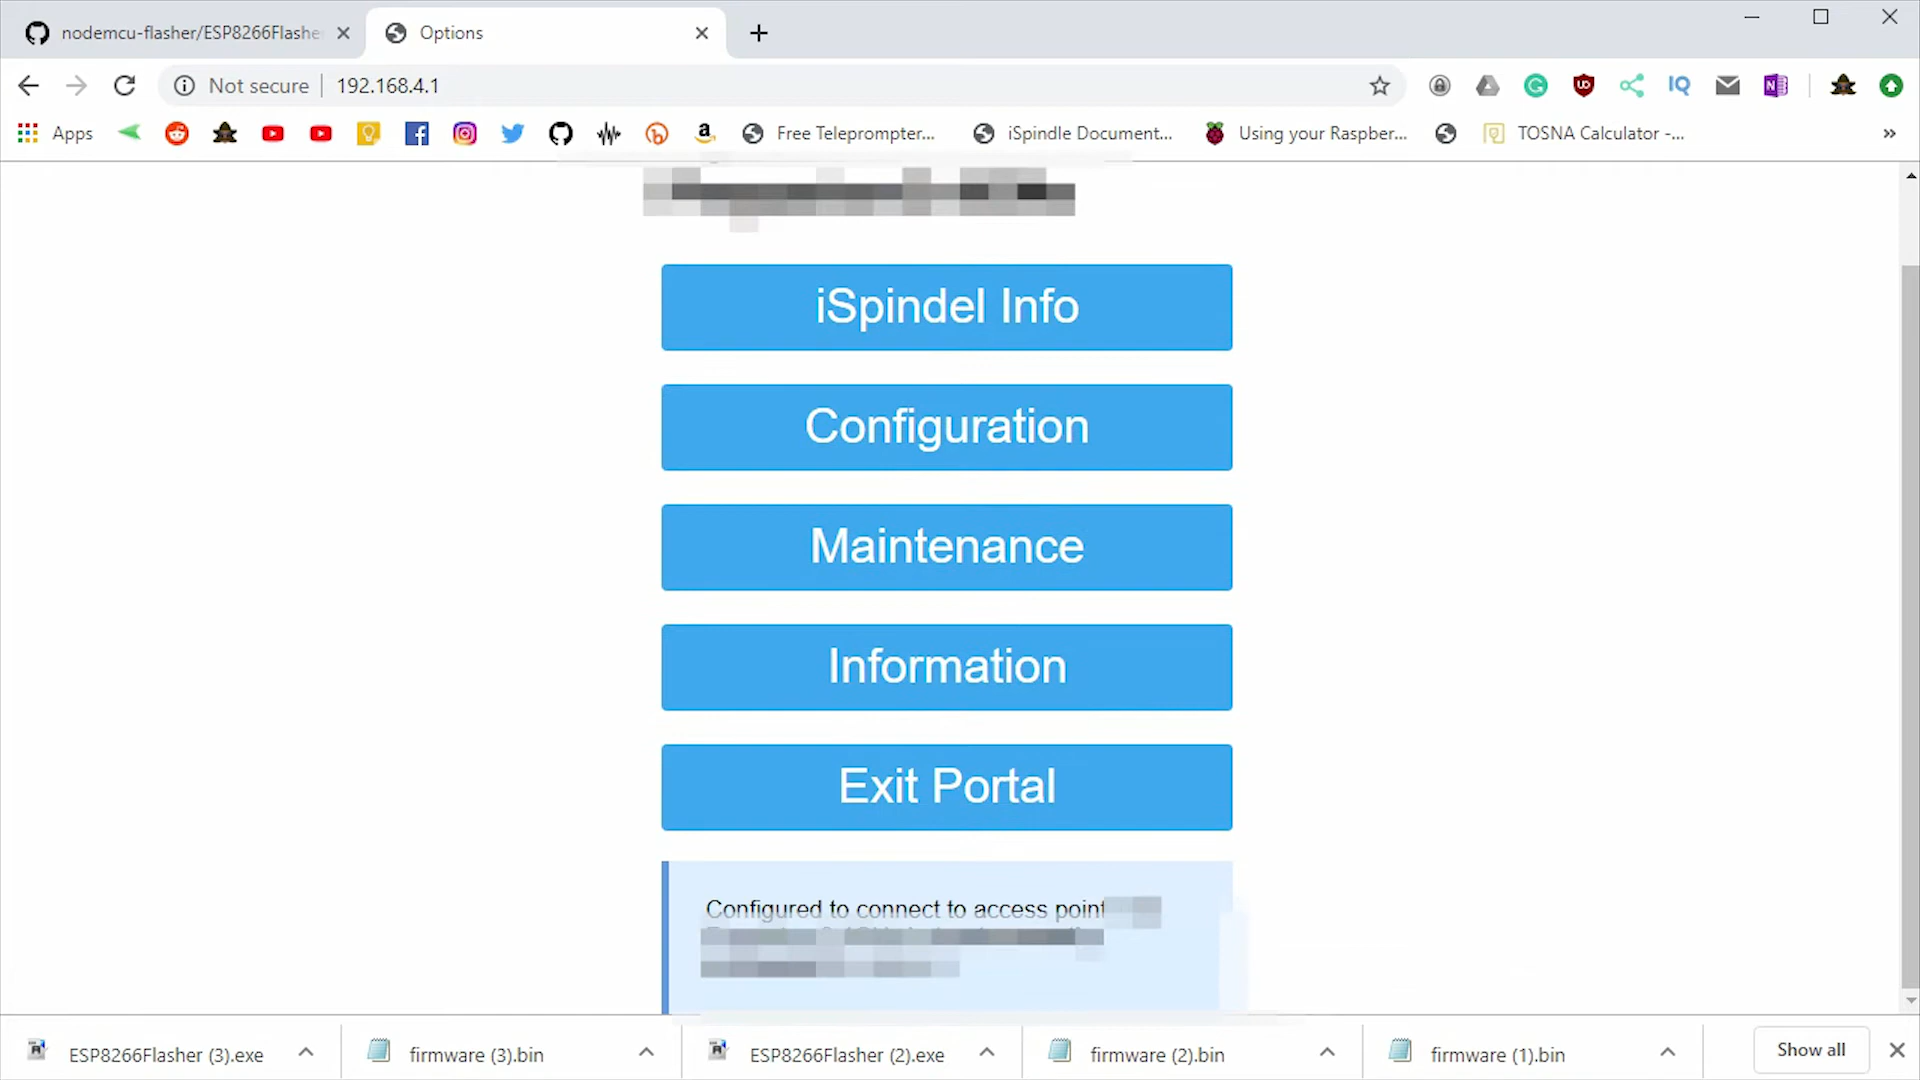 nodemcu-flasher/ESP8266Flashe
Options
Not secure
192.168.4.1
Apps
Free Teleprompter...
iSpindle Document...
Using your Raspber...
TOSNA Calculator -...
iSpindel Info
Configuration
Maintenance
Information
Exit Portal
Configured to connect to access point
ESP8266Flasher (3).exe
firmware (3).bin
ESP8266Flasher (2).exe
firmware (2).bin
firmware (1).bin
Show all